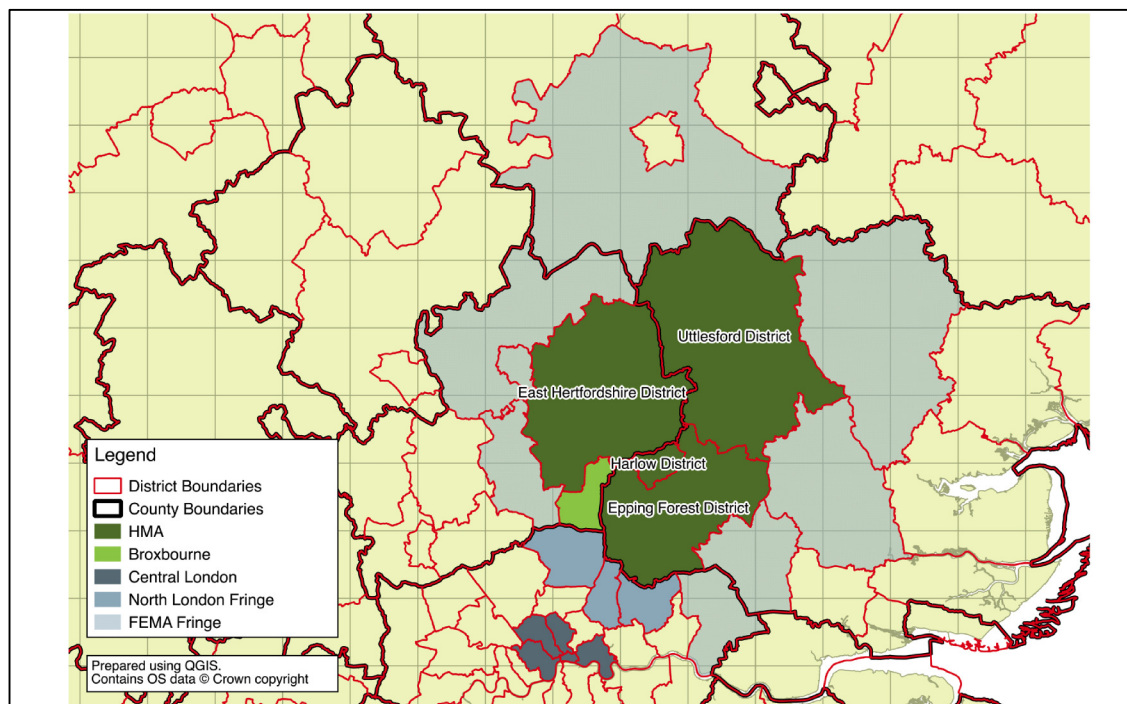 Uttlesford District
East Hertfordshire District
Harlow District
Epping Forest District
Legend
District Boundaries
County Boundaries
HMA
Broxbourne
Central London
North London Fringe
FEMA Fringe
Prepared using QGIS.
Contains OS data © Crown copyright